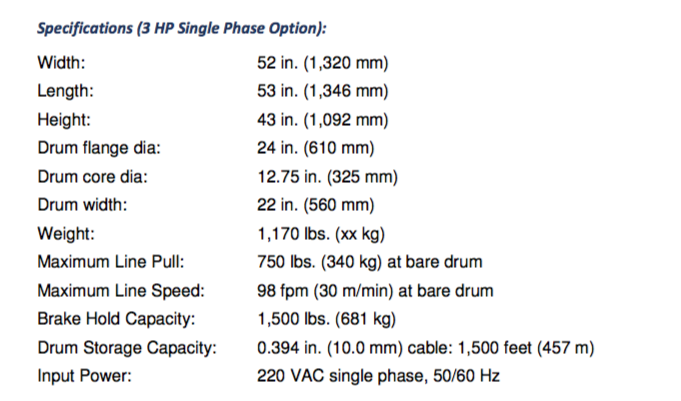 Specifications (3 HP Single Phase Option):
Width: 52 in. (1,320 mm)
Length: 53 in. (1,346 mm)
Height: 43 in. (1,092 mm)
Drum flange dia: 24 in. (610 mm)
Drum core dia: 12.75 in. (325 mm)
Drum width: 22 in. (560 mm)
Weight: 1,170 lbs. (xx kg)
Maximum Line Pull: 750 lbs. (340 kg) at bare drum
Maximum Line Speed: 98 fpm (30 m/min) at bare drum
Brake Hold Capacity: 1,500 lbs. (681 kg)
Drum Storage Capacity: 0.394 in. (10.0 mm) cable: 1,500 feet (457 m)
Input Power: 220 VAC single phase, 50/60 Hz